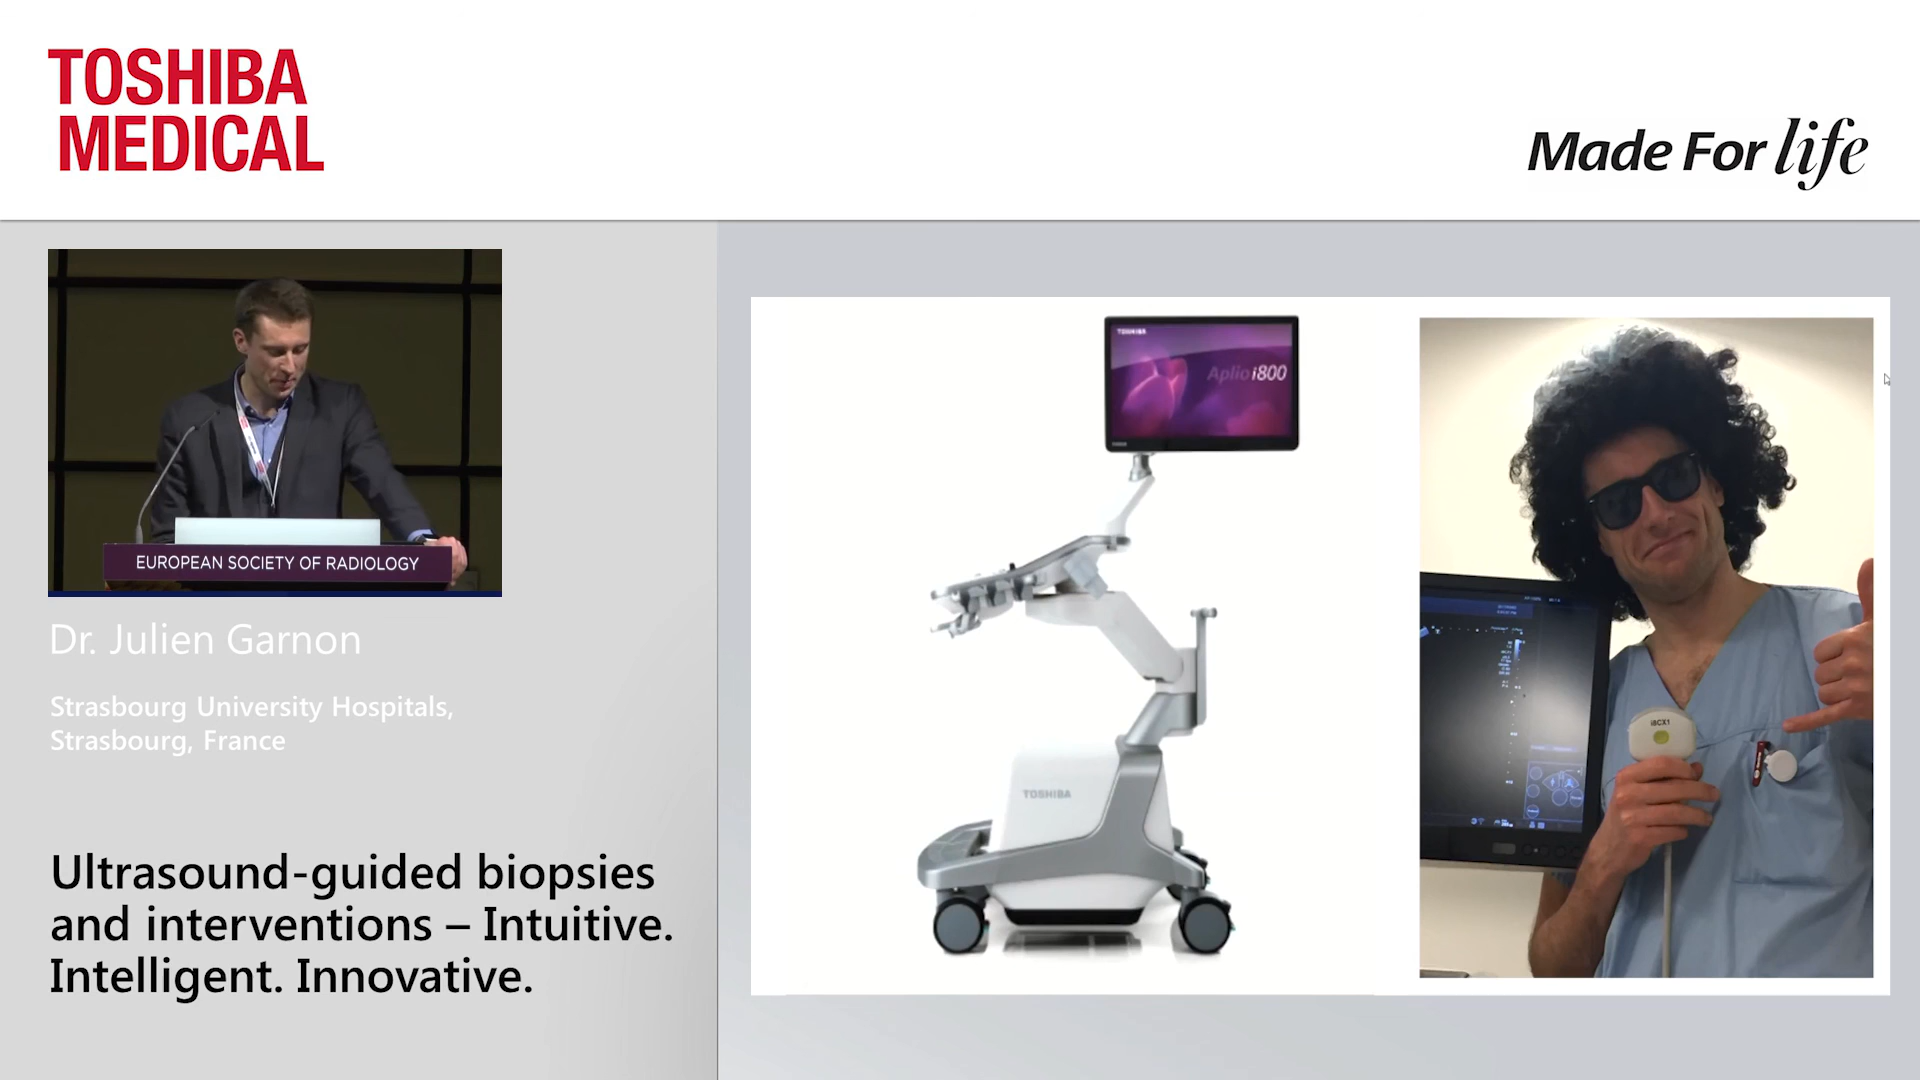 TOSHIBA
MEDICAL
Made For life
EUROPEAN SOCIETY OF RADIOLOGY
Dr. Julien Garnon
Strasbourg University Hospitals,
Strasbourg, France
Ultrasound-guided biopsies
and interventions – Intuitive.
Intelligent. Innovative.
TOSHIBA
Aplio i800
TOSHIBA
i8CX1